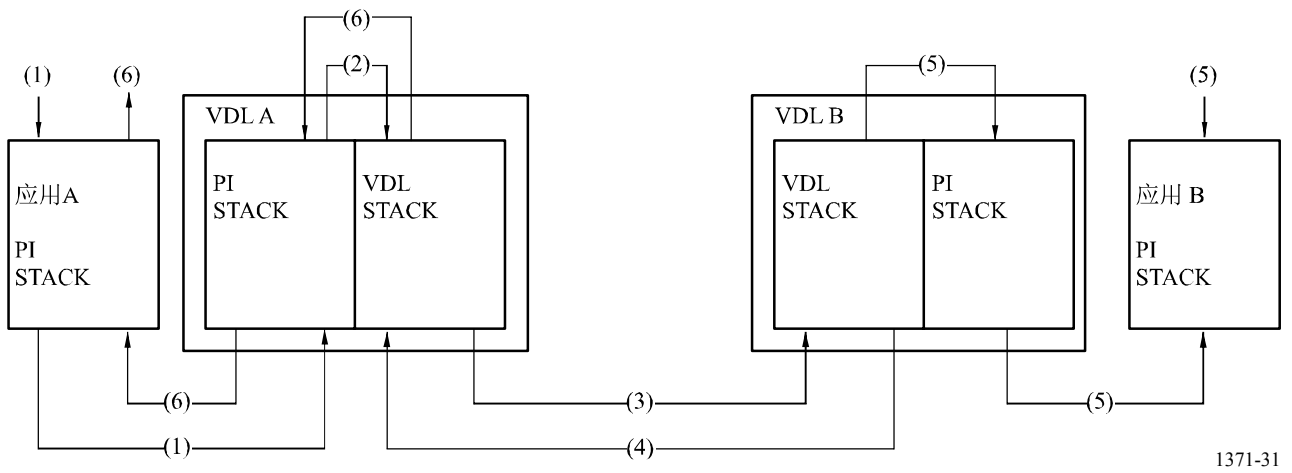 (6)
(2)
(5)
(1)
(6)
(5)
VDL A
VDL B
应用A
PI
STACK
PI
STACK
VDL
STACK
VDL
STACK
PI
STACK
应用 B
PI
STACK
(6)
(3)
(5)
(1)
(4)
1371-31